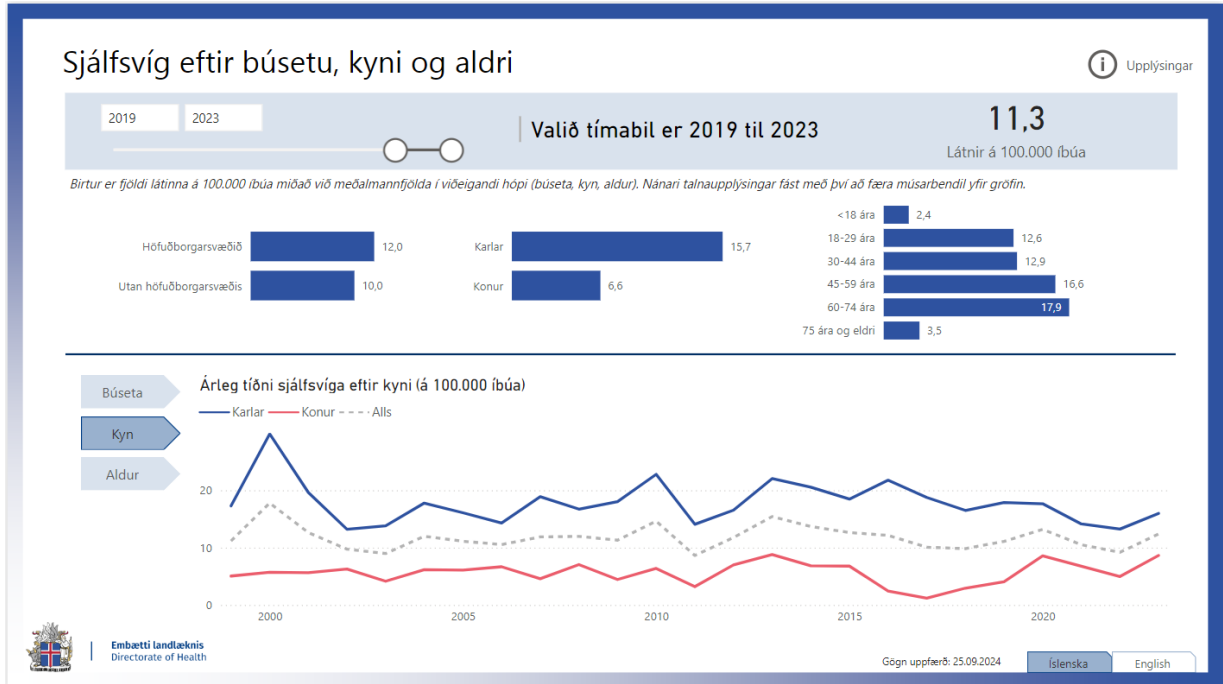 Sjálfsvíg eftir búsetu, kyni og aldri
Upplýsingar
2019 2023
Valið tímabil er 2019 til 2023
11,3
Látnir á 100.000 íbúa
Birtur er fjöldi látinna á 100.000 íbúa miðað við meðalmannfjölda í viðeigandi hópi (búseta, kyn, aldur). Nánari talnaupplýsingar fást með því að færa músarbendil yfir gröfin.
Höfuðborgarsvæðið 12,0
Utan höfuðborgarsvæðis 10,0
Karlar 15,7
Konur 6,6
<18 ára 2,4
18-29 ára 12,6
30-44 ára 12,9
45-59 ára 16,6
60-74 ára 17,9
75 ára og eldri 3,5
Búseta
Kyn
Aldur
Árleg tíðni sjálfsvíga eftir kyni (á 100.000 íbúa)
Karlar Konur Alls
20
10
0
2000 2005 2010 2015 2020
Embætti landlæknis
Directorate of Health
Gögn uppfærð: 25.09.2024
Íslenska English